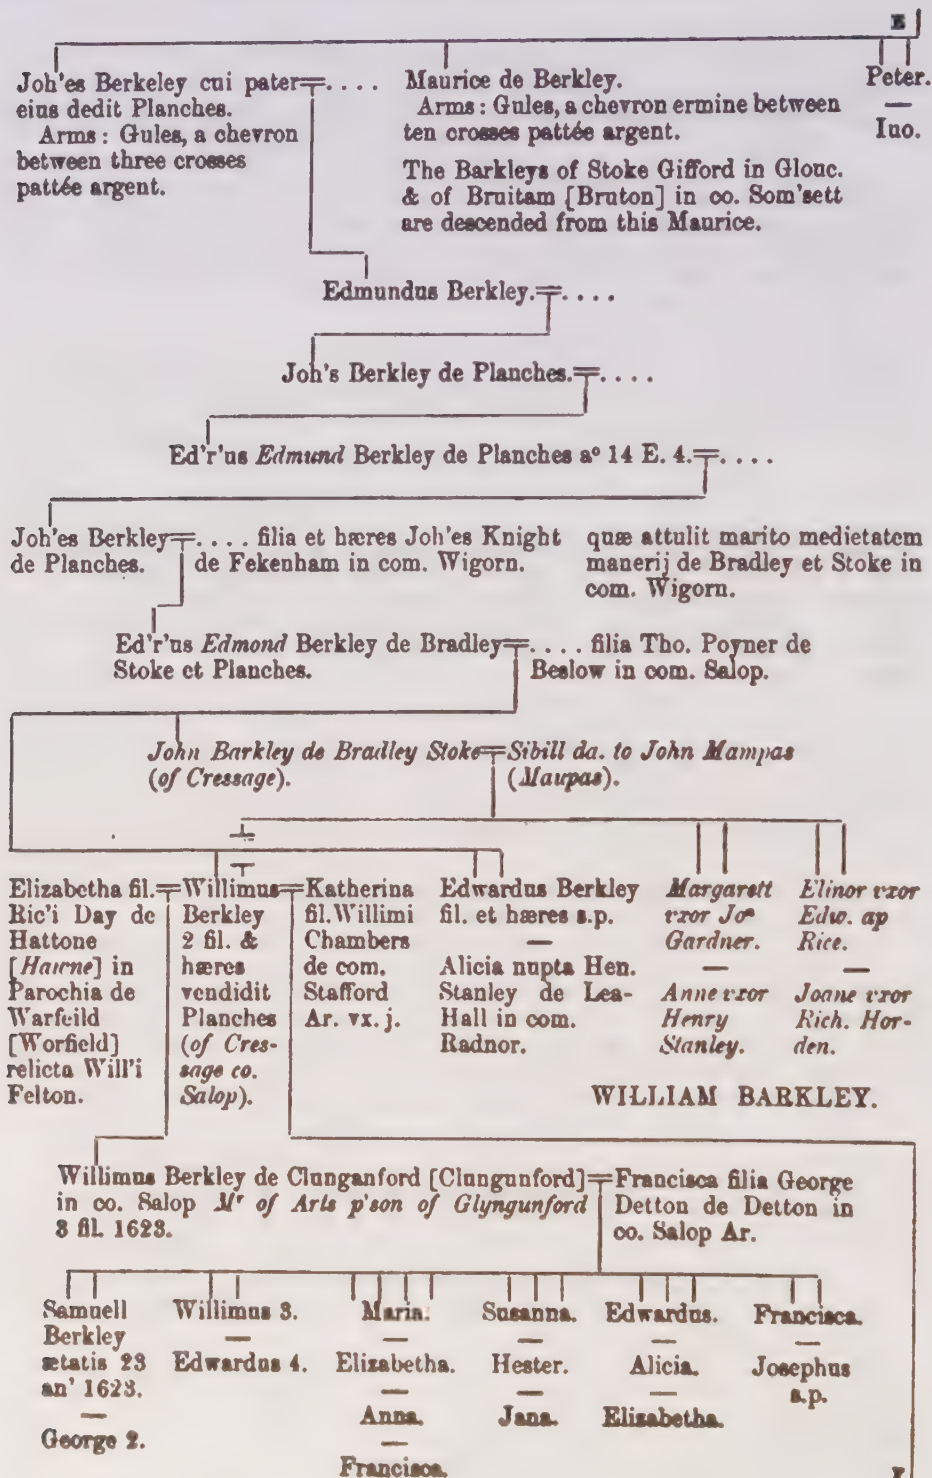 E
Joh'es Berkeley cui pater=. . . .
eius dedit Planches.
Arms: Gules, a chevron
between three crosses
pattée argent.
Maurice de Berkley.
Arms: Gules, a chevron ermine between
ten crosses pattée argent.
The Barkleys of Stoke Gifford in Glouc.
& of Bruitam [Bruton] in co. Som'sett
are descended from this Maurice.
Peter.
—
Iuo.
Edmundus Berkley.=. . . .
Joh's Berkley de Planches.=. . . .
Ed'r'us Edmund Berkley de Planches aº 14 E. 4.=. . . .
Joh'es Berkley=
de Planches.
. . . . filia et hæres Joh'es Knight
de Fekenham in com. Wigorn.
quæ attulit marito medietatem
manerij de Bradley et Stoke in
com. Wigorn.
Ed'r'us Edmond Berkley de Bradley=
Stoke et Planches.
. . . . filia Tho. Poyner de
Beslow in com. Salop.
John Barkley de Bradley Stoke=
(of Cressage).
Sibill da. to John Mampas
(Maupas).
Elizabetha fil.=
Ric'i Day de
Hattone
[Hawne] in
Parochia de
Warfeild
[Worfield]
relicta Will'i
Felton.
Willimus=
Berkley
2 fil. &
hæres
vendidit
Planches
(of Cres-
sage co.
Salop).
Katherina
fil. Willimi
Chambers
de com.
Stafford
Ar. vx. j.
Edwardus Berkley
fil. et hæres s.p.
—
Alicia nupta Hen.
Stanley de Lea-
Hall in com.
Radnor.
Margarett
vxor Joº
Gardner.
—
Anne vxor
Henry
Stanley.
Elinor vxor
Edw. ap
Rice.
—
Joane vxor
Rich. Hor-
den.
WILLIAM BARKLEY.
Willimus Berkley de Clunganford [Clungunford]=
in co. Salop Mr of Arts p'son of Glyngunford
3 fil. 1623.
Francisca filia George
Detton de Detton in
co. Salop Ar.
Samuell
Berkley
ætatis 23
an' 1623.
—
George 2.
Willimus 3.
—
Edwardus 4.
Maria.
—
Elizabetha.
—
Anna.
—
Francisca.
Susanna.
—
Hester.
—
Jana.
Edwardus.
—
Alicia.
—
Elisabetha.
Francisca.
—
Josephus
s.p.